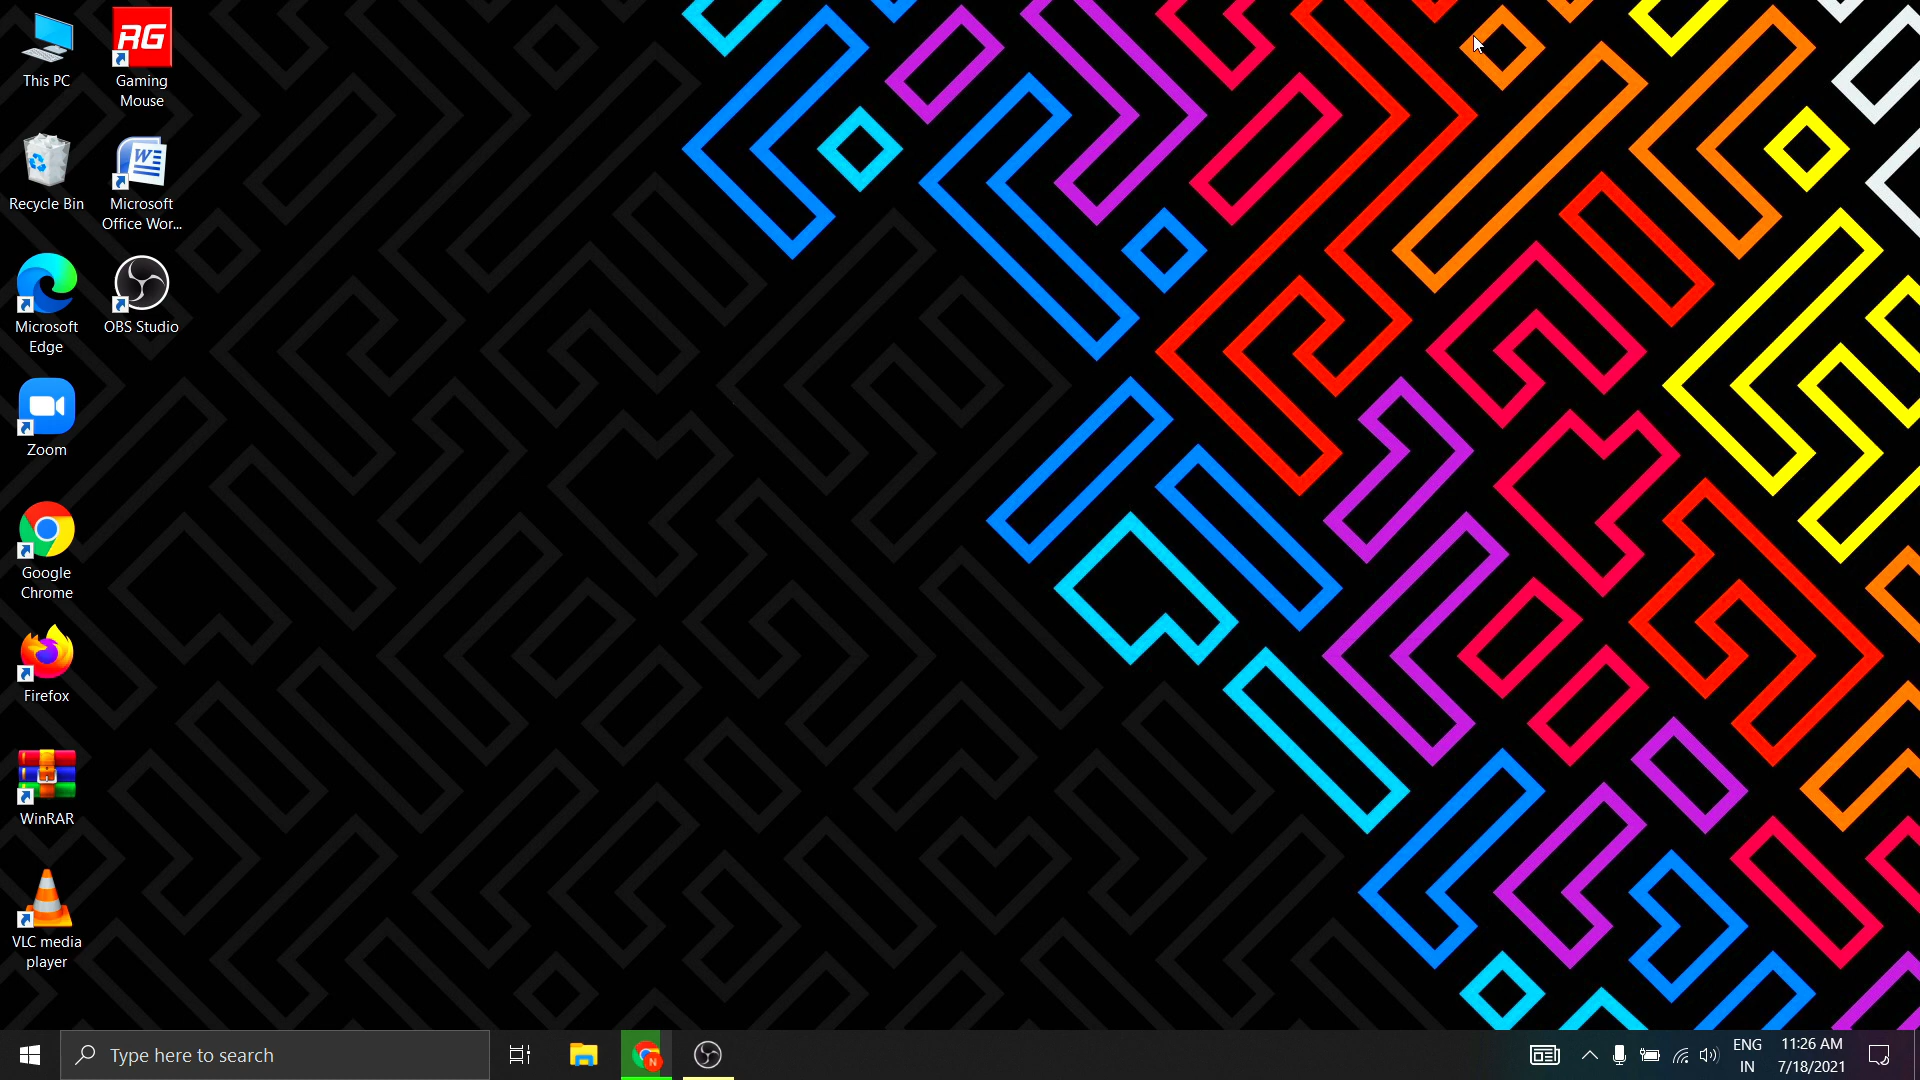 This PC
RG
Gaming
Mouse
Recycle Bin
W
Microsoft
Office Wor...
Microsoft
Edge
OBS Studio
Zoom
Google
Chrome
Firefox
WinRAR
VLC media
player
Type here to search
N
ENG
IN
11:26 AM
7/18/2021